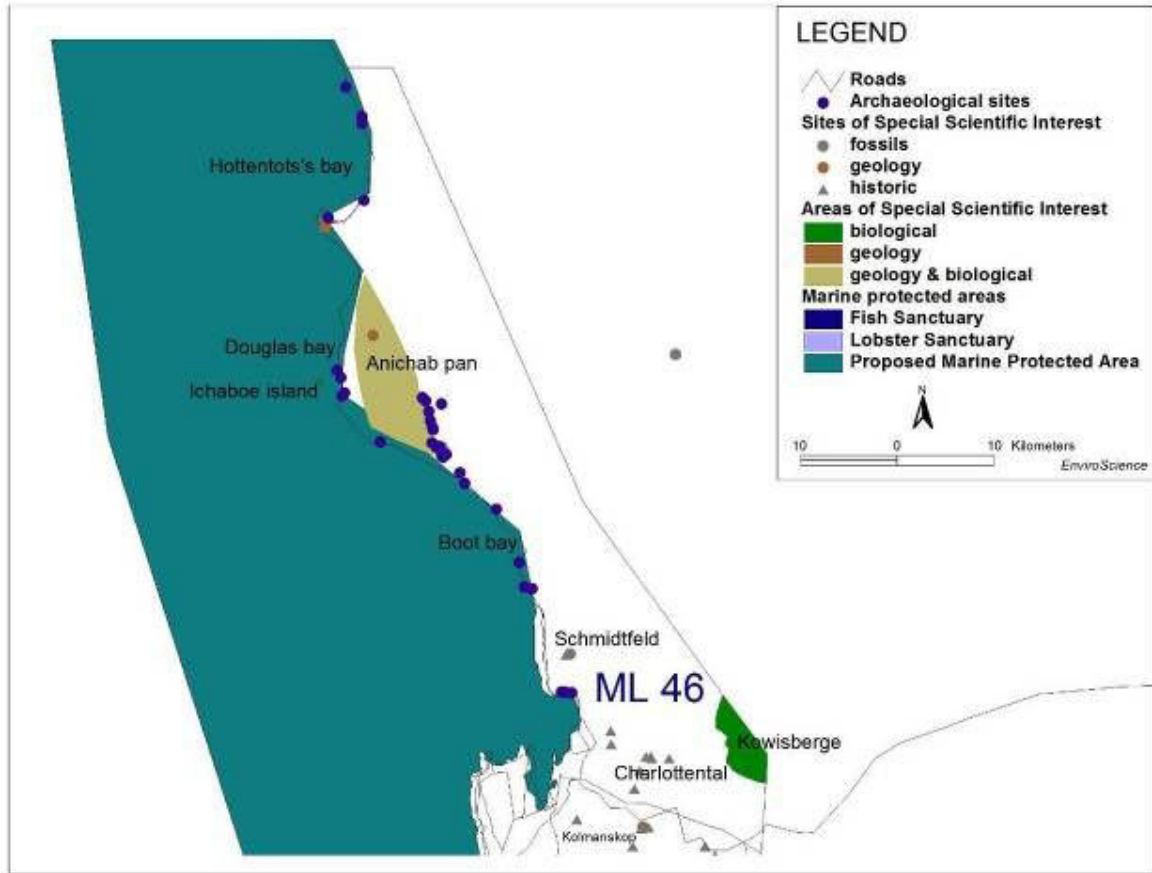 LEGEND
Roads
Archaeological sites
Sites of Special Scientific Interest
fossils
geology
historic
Areas of Special Scientific Interest
biological
geology
geology & biological
Marine protected areas
Fish Sanctuary
Lobster Sanctuary
Proposed Marine Protected Area
N
10 0 10 Kilometers
EnviroScience
Hottentots's bay
Douglas bay
Anichab pan
Ichaboe island
Boot bay
Schmidtfeld
ML 46
Kowisberge
Charlottental
Kolmanskop